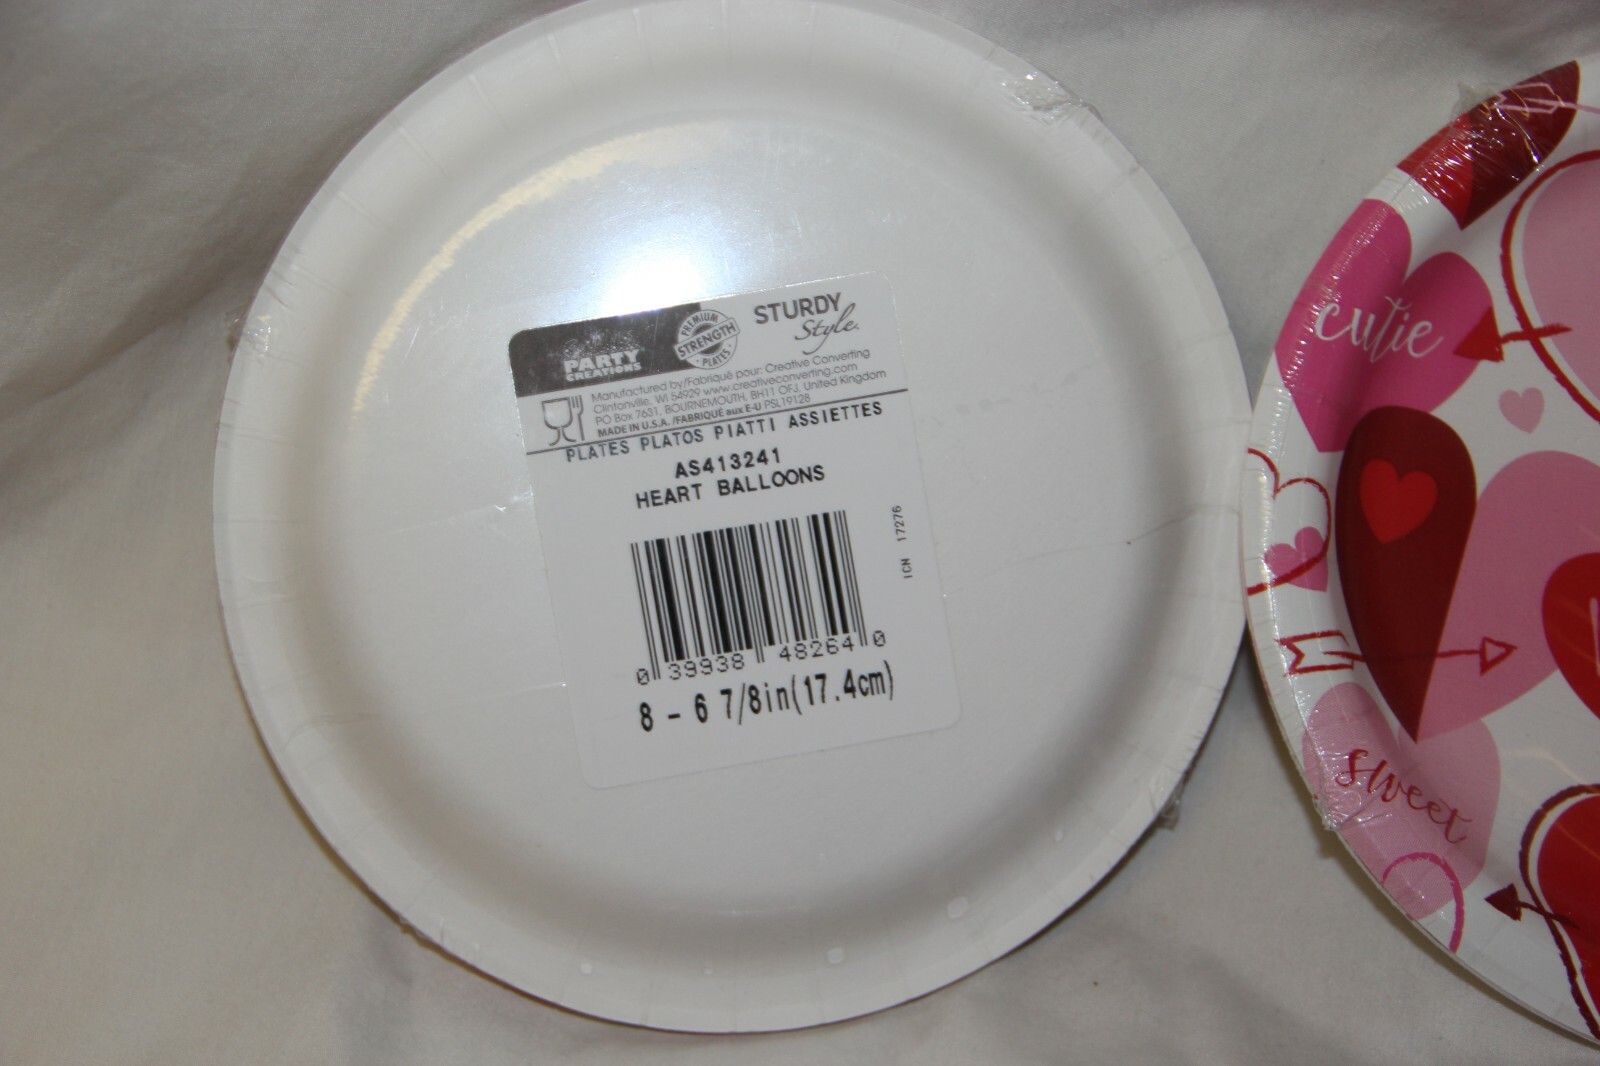 PARTY
CREATIONS
PREMIUM
STRENGTH
PLATES
STURDY
Style
Manufactured by/Fabriqué pour: Creative Converting
Clintonville, WI 54929 www.creativeconverting.com
PO Box 7631, BOURNEMOUTH, BH11 OFJ, United Kingdom
MADE IN U.S.A. /FABRIQUÉ aux E-U PSL19128
PLATES PLATOS PIATTI ASSIETTES
AS413241
HEART BALLOONS
ICN 17276
0 39938 48264 0
8 - 6 7/8in(17.4cm)
cutie
sweet